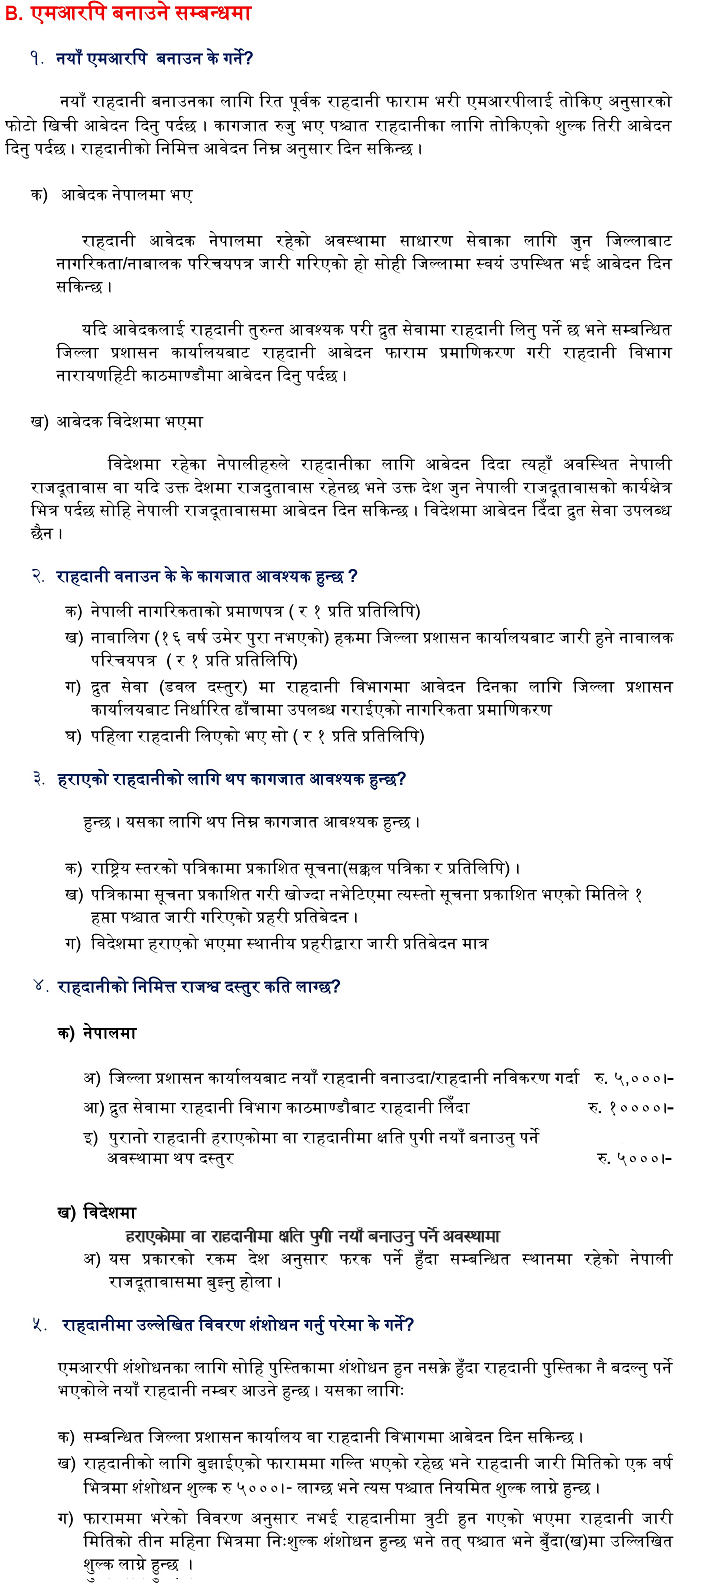 B. एमआरपि बनाउने सम्बन्धमा
१. नयाँ एमआरपि बनाउन के गर्ने?
नयाँ राहदानी बनाउनका लागि रित पूर्वक राहदानी फाराम भरी एमआरपीलाई तोकिए अनुसारको
फोटो खिची आबेदन दिनु पर्दछ । कागजात रुजु भए पश्चात राहदानीका लागि तोकिएको शुल्क तिरी आबेदन
दिनु पर्दछ । राहदानीको निमित्त आवेदन निम्न अनुसार दिन सकिन्छ ।
क) आबेदक नेपालमा भए
राहदानी आवेदक नेपालमा रहेको अवस्थामा साधारण सेवाका लागि जुन जिल्लाबाट
नागरिकता/नाबालक परिचयपत्र जारी गरिएको हो सोही जिल्लामा स्वयं उपस्थित भई आबेदन दिन
सकिन्छ ।
यदि आवेदकलाई राहदानी तुरुन्त आवश्यक परी द्रुत सेवामा राहदानी लिनु पर्ने छ भने सम्बन्धित
जिल्ला प्रशासन कार्यालयबाट राहदानी आबेदन फाराम प्रमाणिकरण गरी राहदानी विभाग
नारायणहिटी काठमाण्डौमा आबेदन दिनु पर्दछ ।
ख) आबेदक विदेशमा भएमा
विदेशमा रहेका नेपालीहरुले राहदानीका लागि आबेदन दिदा त्यहाँ अवस्थित नेपाली
राजदूतावास वा यदि उक्त देशमा राजदुतावास रहेनछ भने उक्त देश जुन नेपाली राजदूतावासको कार्यक्षेत्र
भित्र पर्दछ सोहि नेपाली राजदूतावासमा आबेदन दिन सकिन्छ । विदेशमा आबेदन दिँदा द्रुत सेवा उपलब्ध
छैन ।
२. राहदानी वनाउन के के कागजात आवश्यक हुन्छ ?
क) नेपाली नागरिकताको प्रमाणपत्र ( र १ प्रति प्रतिलिपि)
ख) नावालिग (१६ वर्ष उमेर पुरा नभएको) हकमा जिल्ला प्रशासन कार्यालयबाट जारी हुने नावालक
परिचयपत्र ( र १ प्रति प्रतिलिपि)
ग) द्रुत सेवा (डवल दस्तुर) मा राहदानी विभागमा आवेदन दिनका लागि जिल्ला प्रशासन
कार्यालयबाट निर्धारित ढाँचामा उपलब्ध गराईएको नागरिकता प्रमाणिकरण
घ) पहिला राहदानी लिएको भए सो ( र १ प्रति प्रतिलिपि)
३. हराएको राहदानीको लागि थप कागजात आवश्यक हुन्छ?
हुन्छ । यसका लागि थप निम्न कागजात आवश्यक हुन्छ ।
क) राष्ट्रिय स्तरको पत्रिकामा प्रकाशित सूचना(सक्कल पत्रिका र प्रतिलिपि) ।
ख) पत्रिकामा सूचना प्रकाशित गरी खोज्दा नभेटिएमा त्यस्तो सूचना प्रकाशित भएको मितिले १
हप्ता पश्चात जारी गरिएको प्रहरी प्रतिबेदन ।
ग) विदेशमा हराएको भएमा स्थानीय प्रहरीद्वारा जारी प्रतिबेदन मात्र
४. राहदानीको निमित्त राजश्व दस्तुर कति लाग्छ?
क) नेपालमा
अ) जिल्ला प्रशासन कार्यालयबाट नयाँ राहदानी वनाउदा/राहदानी नविकरण गर्दा रु. ५,०००।-
आ) द्रुत सेवामा राहदानी विभाग काठमाण्डौबाट राहदानी लिँदा रु. १००००।-
इ) पुरानो राहदानी हराएकोमा वा राहदानीमा क्षति पुगी नयाँ बनाउनु पर्ने
अवस्थामा थप दस्तुर रु. ५०००।-
ख) विदेशमा
हराएकोमा वा राहदानीमा क्षति पुगी नयाँ बनाउनु पर्ने अवस्थामा
अ) यस प्रकारको रकम देश अनुसार फरक पर्ने हुँदा सम्बन्धित स्थानमा रहेको नेपाली
राजदूतावासमा बुझ्नु होला ।
५. राहदानीमा उल्लेखित विवरण शंशोधन गर्नु परेमा के गर्ने?
एमआरपी शंशोधनका लागि सोहि पुस्तिकामा शंशोधन हुन नसक्ने हुँदा राहदानी पुस्तिका नै बदल्नु पर्ने
भएकोले नयाँ राहदानी नम्बर आउने हुन्छ । यसका लागिः
क) सम्बन्धित जिल्ला प्रशासन कार्यालय वा राहदानी विभागमा आबेदन दिन सकिन्छ ।
ख) राहदानीको लागि बुझाईएको फाराममा गल्ति भएको रहेछ भने राहदानी जारी मितिको एक वर्ष
भित्रमा शंशोधन शुल्क रु ५०००।- लाग्छ भने त्यस पश्चात नियमित शुल्क लाग्ने हुन्छ ।
ग) फाराममा भरेको विवरण अनुसार नभई राहदानीमा त्रुटी हुन गएको भएमा राहदानी जारी
मितिको तीन महिना भित्रमा निःशुल्क शंशोधन हुन्छ भने तत् पश्चात भने बुँदा(ख)मा उल्लिखित
शुल्क लाग्ने हुन्छ ।